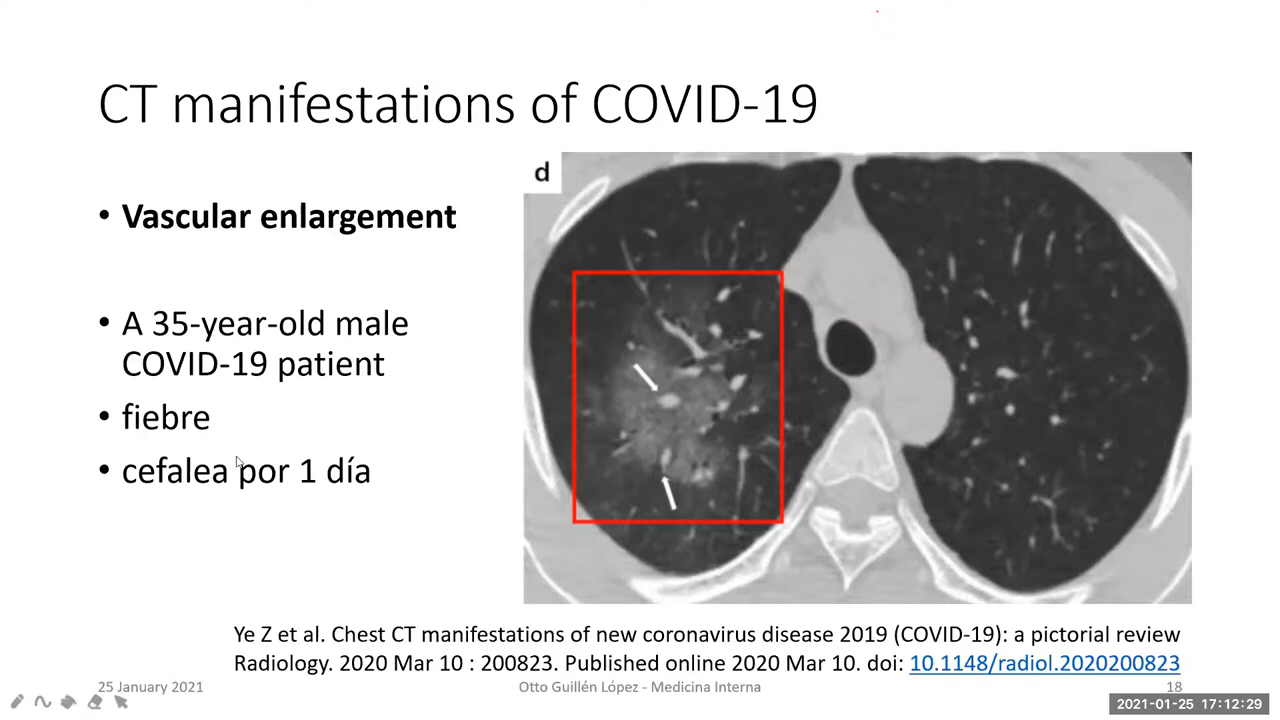 CT manifestations of COVID-19
• Vascular enlargement
• A 35-year-old male
COVID-19 patient
• fiebre
• cefalea por 1 día
d
Ye Z et al. Chest CT manifestations of new coronavirus disease 2019 (COVID-19): a pictorial review
Radiology. 2020 Mar 10 : 200823. Published online 2020 Mar 10. doi: 10.1148/radiol.2020200823
25 January 2021
Otto Guillén López - Medicina Interna
18
2021-01-25 17:12:29